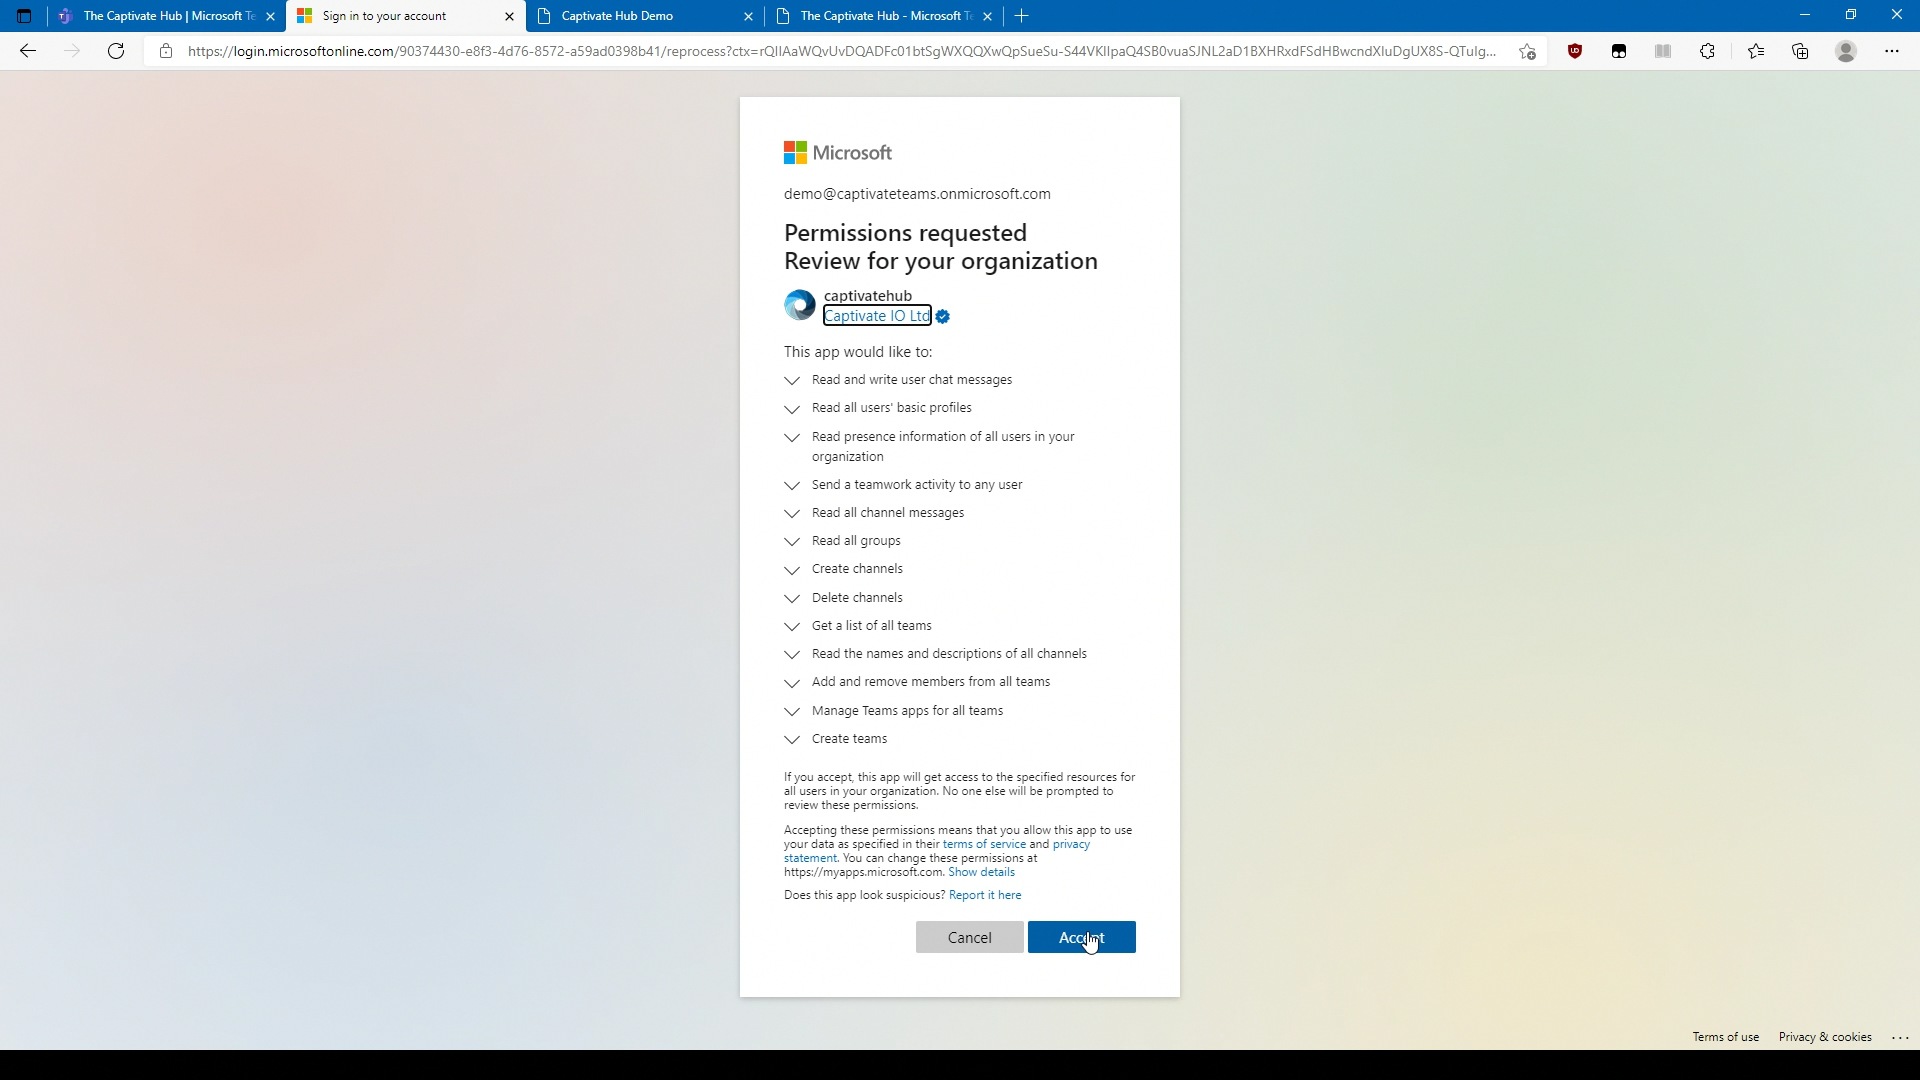 The Captivate Hub | Microsoft Te
Sign in to your account
Captivate Hub Demo
The Captivate Hub - Microsoft Te
https://login.microsoftonline.com/90374430-e8f3-4d76-8572-a59ad0398b41/reprocess?ctx=
Microsoft
demo@captivateteams.onmicrosoft.com
Permissions requested
Review for your organization
captivatehub
Captivate IO Ltd
This app would like to:
Read and write user chat messages
Read all users' basic profiles
Read presence information of all users in your
organization
Send a teamwork activity to any user
Read all channel messages
Read all groups
Create channels
Delete channels
Get a list of all teams
Read the names and descriptions of all channels
Add and remove members from all teams
Manage Teams apps for all teams
Create teams
If you accept, this app will get access to the specified resources for
all users in your organization. No one else will be prompted to
review these permissions.
Accepting these permissions means that you allow this app to use
your data as specified in their terms of service and privacy
statement. You can change these permissions at
https://myapps.microsoft.com. Show details
Does this app look suspicious? Report it here
Cancel
Accept
Terms of use
Privacy & cookies